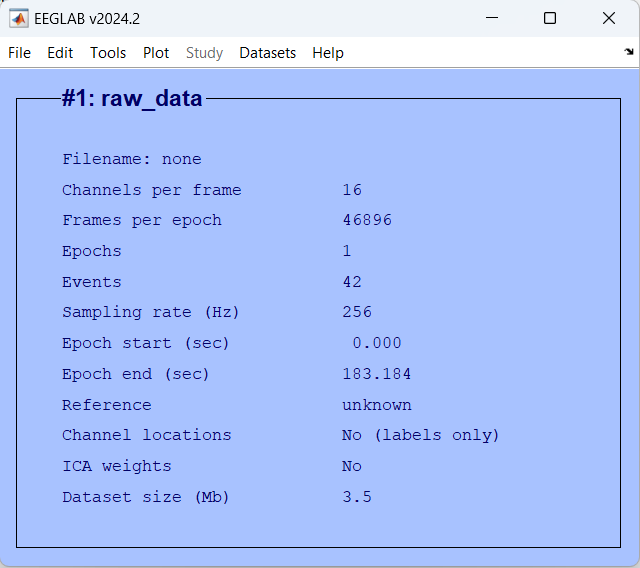 EEGLAB v2024.2
File Edit Tools Plot Study Datasets Help
#1: raw_data
Filename: none
Channels per frame 16
Frames per epoch 46896
Epochs 1
Events 42
Sampling rate (Hz) 256
Epoch start (sec) 0.000
Epoch end (sec) 183.184
Reference unknown
Channel locations No (labels only)
ICA weights No
Dataset size (Mb) 3.5